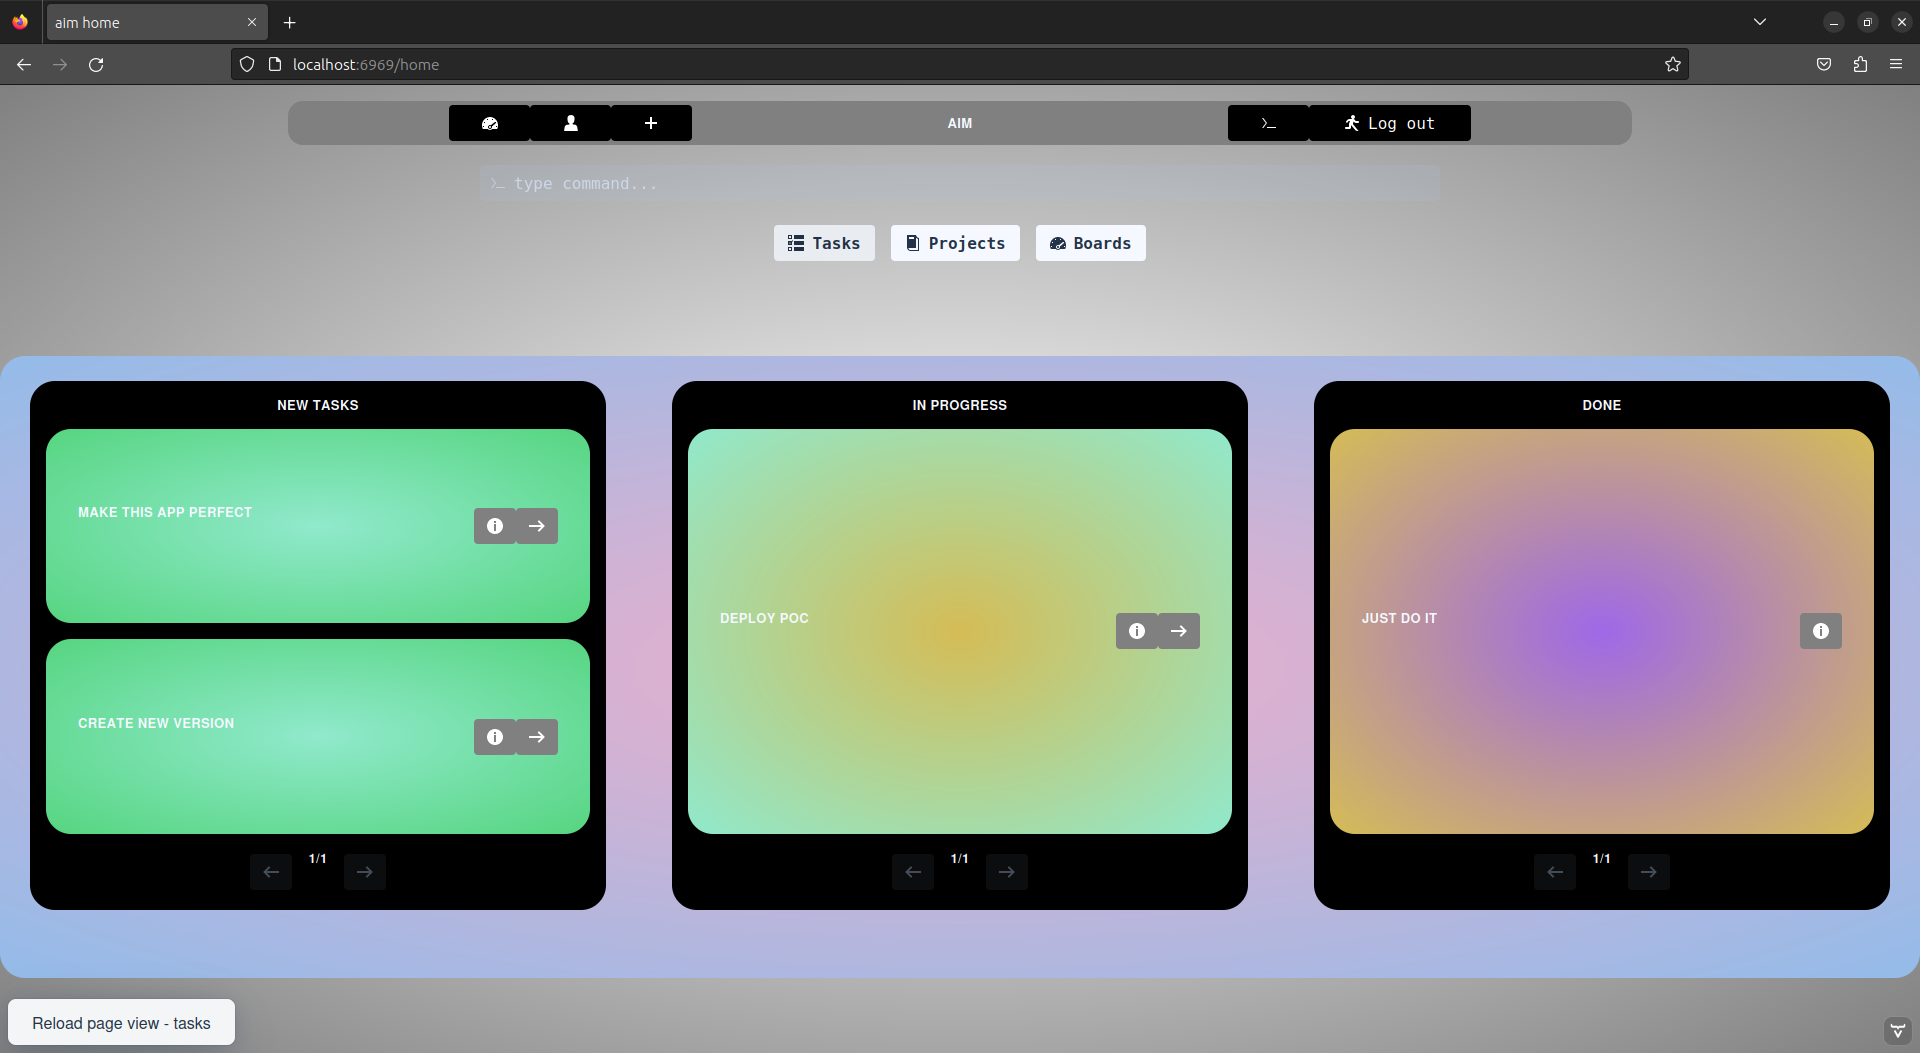 aim home
localhost:6969/home
AIM
Log out
type command...
Tasks
Projects
Boards
NEW TASKS
MAKE THIS APP PERFECT
CREATE NEW VERSION
1/1
IN PROGRESS
DEPLOY POC
1/1
DONE
JUST DO IT
1/1
Reload page view - tasks